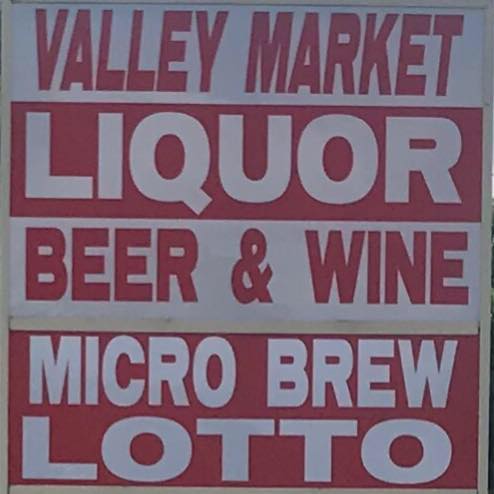 VALLEY MARKET
LIQUOR
BEER & WINE
MICRO BREW
LOTTO